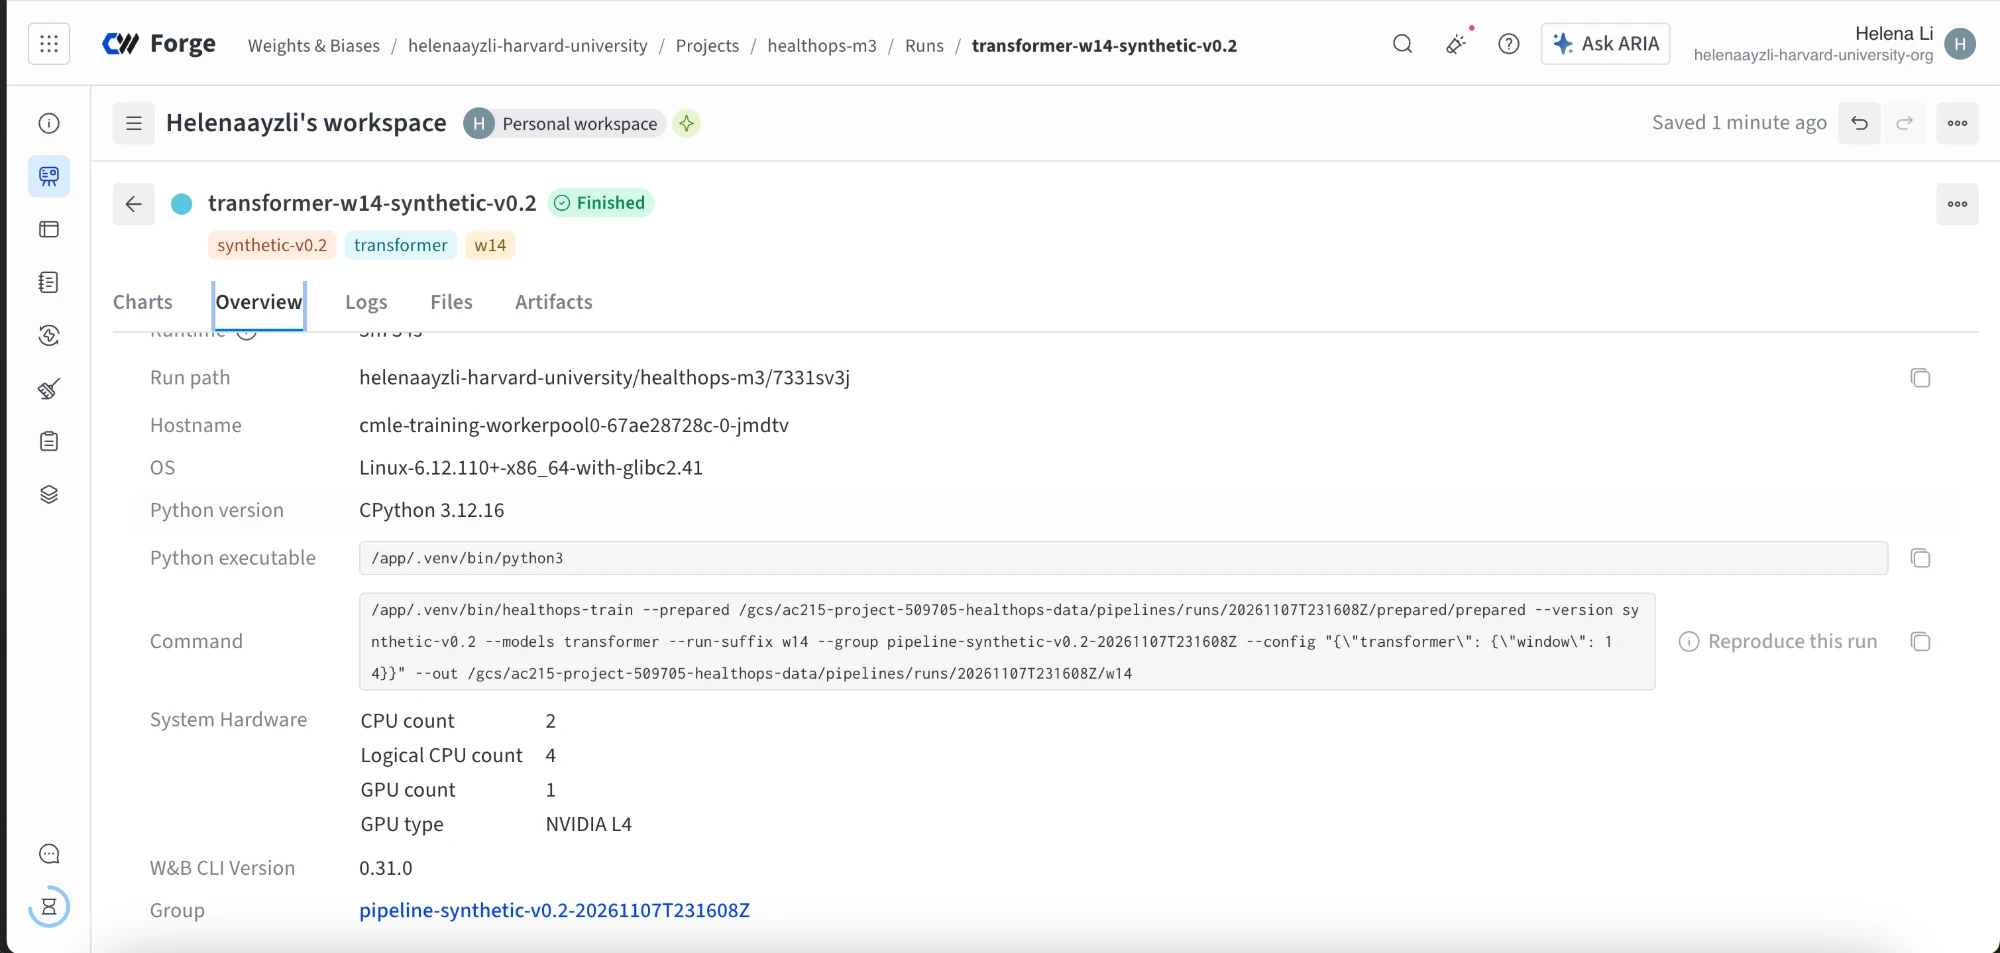 Forge
Weights & Biases / helenaayzli-harvard-university / Projects / healthops-m3 / Runs / transformer-w14-synthetic-v0.2
Ask ARIA
Helena Li
helenaayzli-harvard-university-org
H
Helenaayzli's workspace
H Personal workspace
Saved 1 minute ago
transformer-w14-synthetic-v0.2
Finished
synthetic-v0.2 transformer w14
Charts Overview Logs Files Artifacts
Run path helenaayzli-harvard-university/healthops-m3/7331sv3j
Hostname cmle-training-workerpool0-67ae28728c-0-jmdtv
OS Linux-6.12.110+-x86_64-with-glibc2.41
Python version CPython 3.12.16
Python executable /app/.venv/bin/python3
Command
/app/.venv/bin/healthops-train --prepared /gcs/ac215-project-509705-healthops-data/pipelines/runs/20261107T231608Z/prepared/prepared --version sy
nthetic-v0.2 --models transformer --run-suffix w14 --group pipeline-synthetic-v0.2-20261107T231608Z --config "{\"transformer\": {\"window\": 1
4}}" --out /gcs/ac215-project-509705-healthops-data/pipelines/runs/20261107T231608Z/w14
Reproduce this run
System Hardware
CPU count 2
Logical CPU count 4
GPU count 1
GPU type NVIDIA L4
W&B CLI Version 0.31.0
Group pipeline-synthetic-v0.2-20261107T231608Z